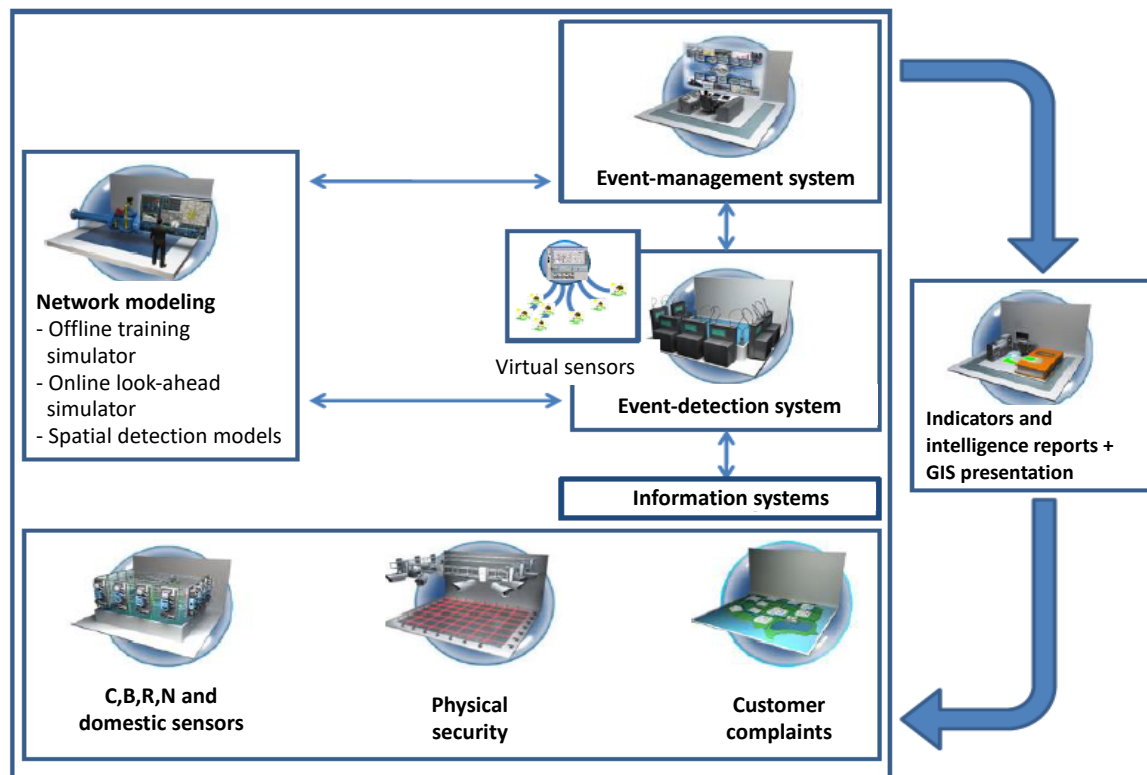 Event-management system
Network modeling
- Offline training
simulator
- Online look-ahead
simulator
- Spatial detection models
Virtual sensors
Event-detection system
Information systems
Indicators and
intelligence reports +
GIS presentation
C,B,R,N and
domestic sensors
Physical
security
Customer
complaints